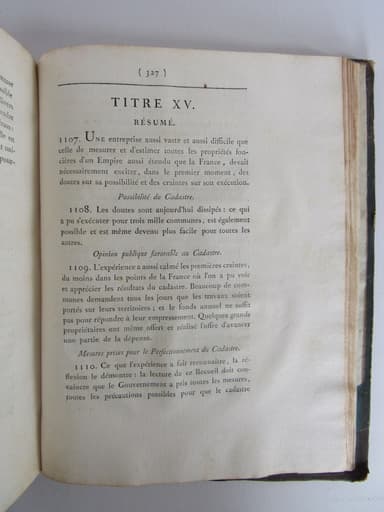 ( 327 )
TITRE XV.
RÉSUMÉ.
1107. UNE entreprise aussi vaste et aussi difficile que
celle de mesurer et d'estimer toutes les propriétés fon-
cières d'un Empire aussi étendu que la France, devait
nécessairement exciter, dans le premier moment, des
doutes sur sa possibilité et des craintes sur son exécution.
Possibilité du Cadastre.
1108. Les doutes sont aujourd'hui dissipés : ce qui
a pu s'exécuter pour trois mille communes, est également
possible et est même devenu plus facile pour toutes les
autres.
Opinion publique favorable au Cadastre.
1109. L'expérience a aussi calmé les premières craintes,
du moins dans les points de la France où l'on a pu voir
et apprécier les résultats du cadastre. Beaucoup de com-
munes demandent tous les jours que les travaux soient
portés sur leurs territoires ; et le fonds annuel ne suffit
pas pour répondre à leur empressement. Quelques grands
propriétaires ont même offert et réalisé l'offre d'avancer
une partie de la dépense.
Mesures prises pour le Perfectionnement du Cadastre.
1110. Ce que l'expérience a fait reconnaître, la ré-
flexion le démontre : la lecture de ce Recueil doit con-
vaincre que le Gouvernement a pris toutes les mesures,
toutes les précautions possibles pour que le cadastre